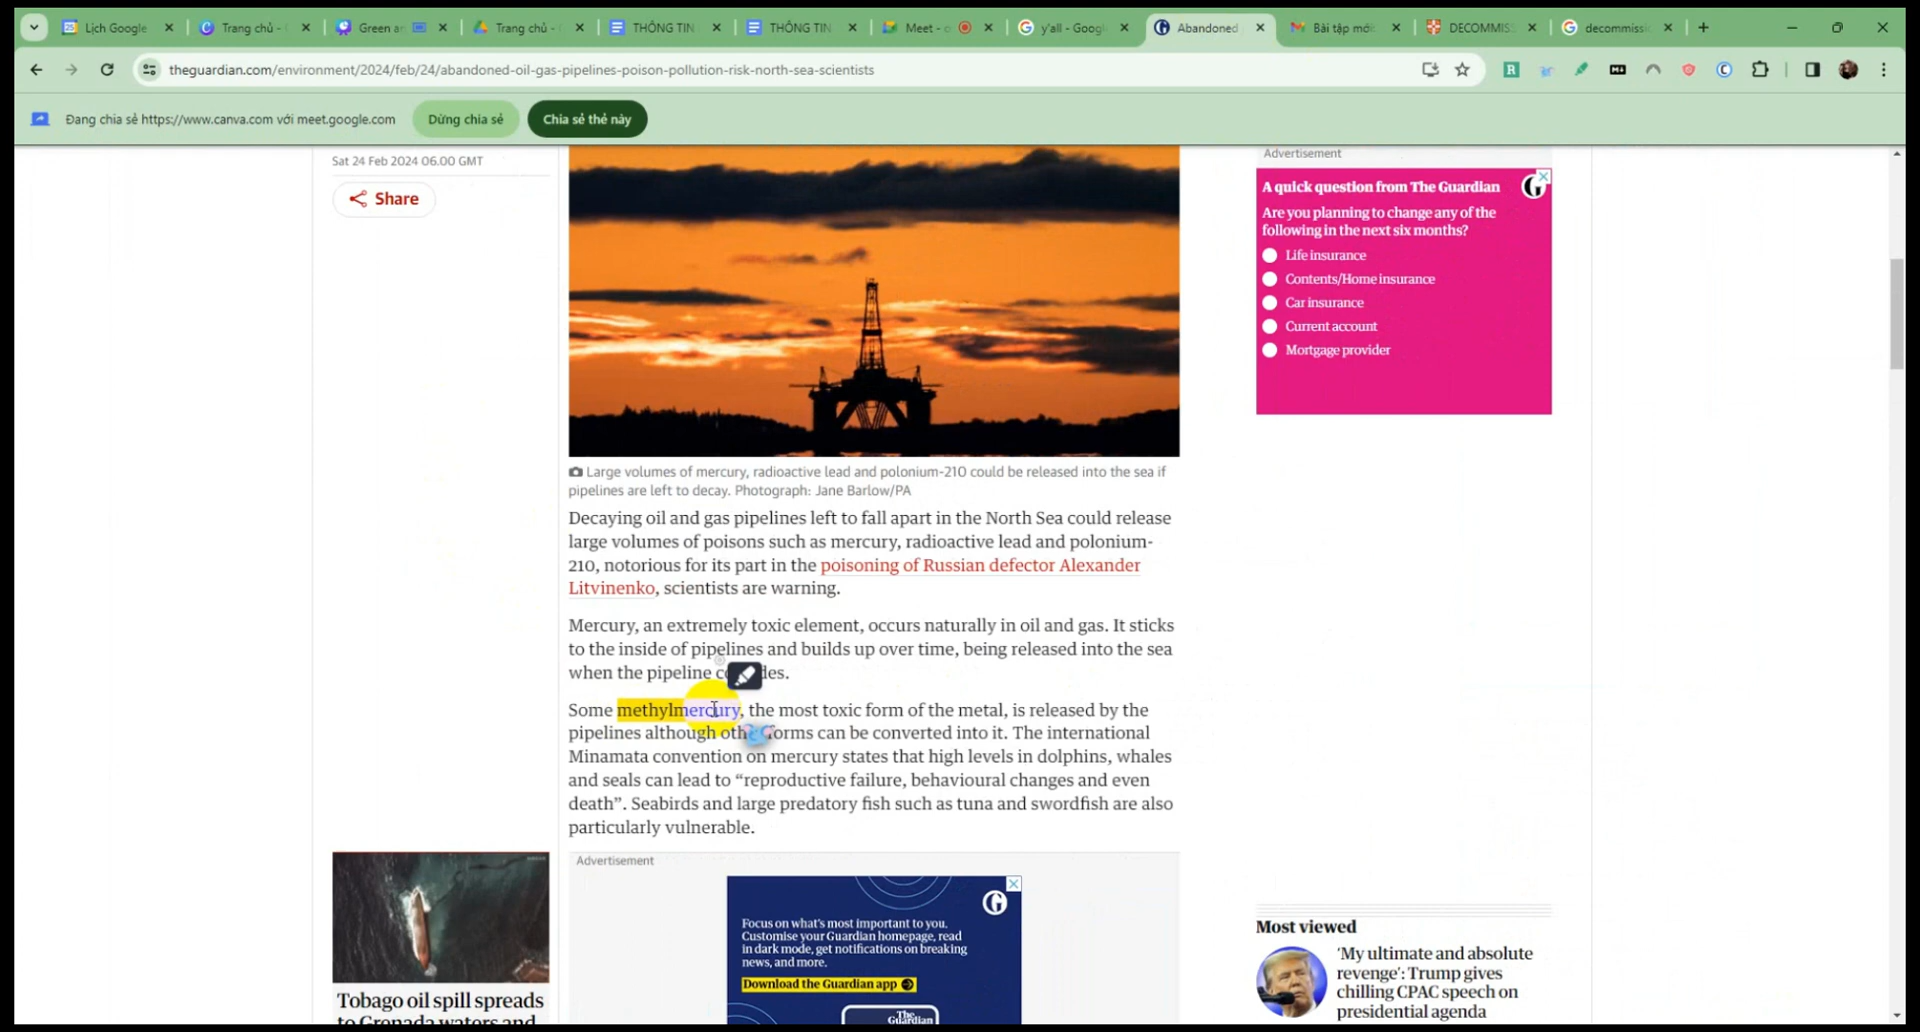 Lịch Google
Trang chủ -
Green a
Trang chủ -
THÔNG TIN
THÔNG TIN
Meet -
y'all - Googl
Abandoned
Bài tập mới
DECOMMIS
decommissi
theguardian.com/environment/2024/feb/24/abandoned-oil-gas-pipelines-poison-pollution-risk-north-sea-scientists
Đang chia sẻ https://www.canva.com với meet.google.com
Dừng chia sẻ
Chia sẻ thẻ này
Sat 24 Feb 2024 06.00 GMT
Share
Large volumes of mercury, radioactive lead and polonium-210 could be released into the sea if
pipelines are left to decay. Photograph: Jane Barlow/PA
Decaying oil and gas pipelines left to fall apart in the North Sea could release
large volumes of poisons such as mercury, radioactive lead and polonium-
210, notorious for its part in the poisoning of Russian defector Alexander
Litvinenko, scientists are warning.
Mercury, an extremely toxic element, occurs naturally in oil and gas. It sticks
to the inside of pipelines and builds up over time, being released into the sea
when the pipeline
Some methylmercury, the most toxic form of the metal, is released by the
pipelines although forms can be converted into it. The international
Minamata convention on mercury states that high levels in dolphins, whales
and seals can lead to “reproductive failure, behavioural changes and even
death”. Seabirds and large predatory fish such as tuna and swordfish are also
particularly vulnerable.
Advertisement
Focus on what's most important to you.
Customise your Guardian homepage, read
in dark mode, get notifications on breaking
news, and more.
Download the Guardian app
The
Guardian
Tobago oil spill spreads
to Grenada waters and
Advertisement
A quick question from The Guardian
Are you planning to change any of the
following in the next six months?
Life insurance
Contents/Home insurance
Car insurance
Current account
Mortgage provider
Most viewed
‘My ultimate and absolute
revenge’: Trump gives
chilling CPAC speech on
presidential agenda